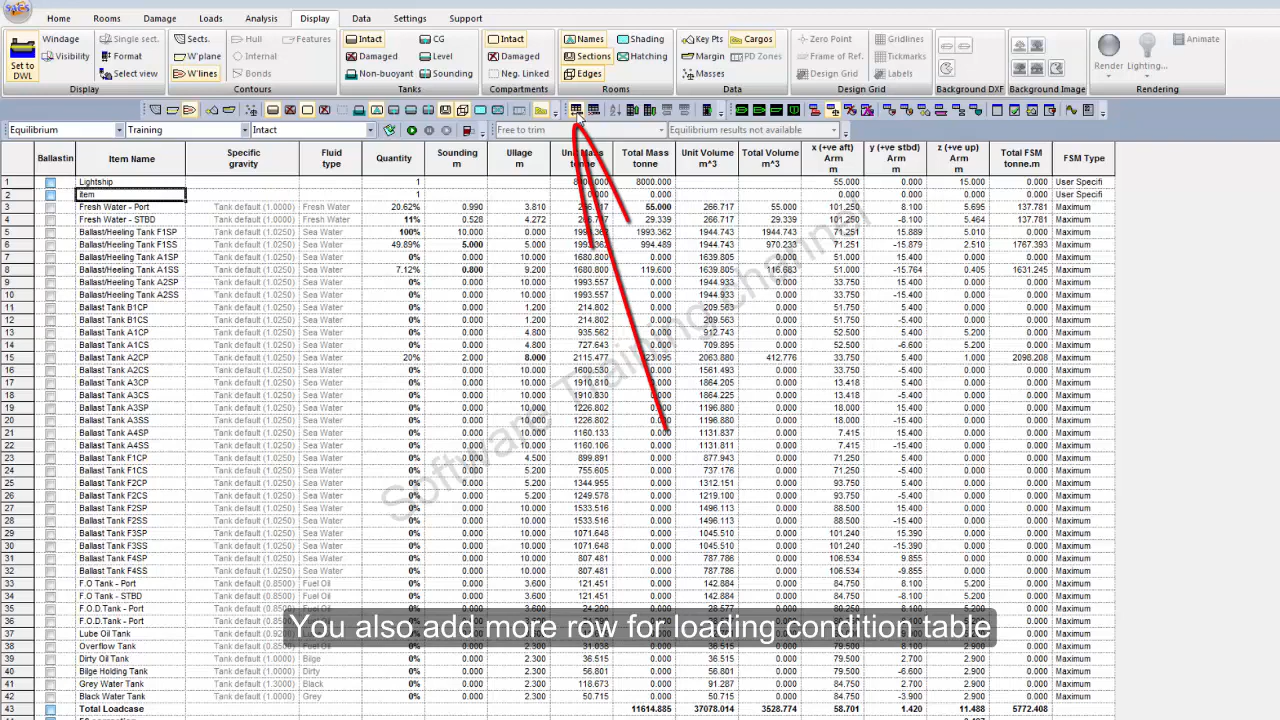 Home Rooms Damage Loads Analysis Display Data Settings Support
Windage Single sect. Sects. Hull Features Intact CG Intact Names Shading Key Pts Cargos Zero Point Gridlines Animate
Visibility Format W'plane Internal Damaged Level Damaged Sections Hatching Margin PD Zones Frame of Ref. Tickmarks
Set to DWL Select view W'lines Bonds Non-buoyant Sounding Neg. Linked Edges Masses Design Grid Labels Render Lighting...
Display Contours Tanks Compartments Rooms Data Design Grid Background DXF Background Image Rendering
Equilibrium Training Intact Free to trim Equilibrium results not available
Ballastin Item Name Specific gravity Fluid type Quantity Sounding m Ullage m Unit Mass tonne Total Mass tonne Unit Volume m^3 Total Volume m^3 x (+ve aft) Arm m y (+ve stbd) Arm m z (+ve up) Arm m Total FSM tonne.m FSM Type
1 Lightship 1 8000.000 55.000 0.000 15.000 0.000 User Specifi
2 item 1 0.000 0.000 0.000 0.000 0.000 User Specifi
3 Fresh Water - Port Tank default (1.0000) Fresh Water 20.62% 0.990 3.810 266.717 55.000 266.717 55.000 101.250 8.100 5.695 137.781 Maximum
4 Fresh Water - STBD Tank default (1.0000) Fresh Water 11% 0.528 4.272 29.339 266.717 29.339 101.250 -8.100 5.464 137.781 Maximum
5 Ballast/Heeling Tank F1SP Tank default (1.0250) Sea Water 100% 10.000 0.000 1993.362 1944.743 1944.743 71.251 15.889 5.010 0.000 Maximum
6 Ballast/Heeling Tank F1SS Tank default (1.0250) Sea Water 49.89% 5.000 5.000 994.489 1944.743 970.233 71.251 -15.879 2.510 1767.393 Maximum
7 Ballast/Heeling Tank A1SP Tank default (1.0250) Sea Water 0% 0.000 10.000 1680.800 0.000 1639.805 0.000 51.000 15.400 0.000 0.000 Maximum
8 Ballast/Heeling Tank A1SS Tank default (1.0250) Sea Water 7.12% 0.800 9.200 1680.800 119.600 1639.805 116.683 51.000 -15.764 0.405 1631.245 Maximum
9 Ballast/Heeling Tank A2SP Tank default (1.0250) Sea Water 0% 0.000 10.000 1993.557 0.000 1944.933 0.000 33.750 15.400 0.000 0.000 Maximum
10 Ballast/Heeling Tank A2SS Tank default (1.0250) Sea Water 0% 0.000 10.000 1993.557 0.000 1944.933 0.000 33.750 -15.400 0.000 0.000 Maximum
11 Ballast Tank B1CP Tank default (1.0250) Sea Water 0% 0.000 1.200 214.802 0.000 209.563 0.000 51.750 5.400 0.000 0.000 Maximum
12 Ballast Tank B1CS Tank default (1.0250) Sea Water 0% 0.000 1.200 214.802 0.000 209.563 0.000 51.750 -5.400 0.000 0.000 Maximum
13 Ballast Tank A1CP Tank default (1.0250) Sea Water 0% 0.000 4.800 935.562 0.000 912.743 0.000 52.500 5.400 5.200 0.000 Maximum
14 Ballast Tank A1CS Tank default (1.0250) Sea Water 0% 0.000 4.800 727.643 0.000 709.895 0.000 52.500 -6.600 5.200 0.000 Maximum
15 Ballast Tank A2CP Tank default (1.0250) Sea Water 20% 2.000 8.000 2115.477 2063.880 412.776 33.750 5.400 1.000 2098.208 Maximum
16 Ballast Tank A2CS Tank default (1.0250) Sea Water 0% 0.000 10.000 1600.530 0.000 1561.493 0.000 33.750 -5.400 0.000 0.000 Maximum
17 Ballast Tank A3CP Tank default (1.0250) Sea Water 0% 0.000 10.000 1910.810 0.000 1864.205 0.000 13.418 5.400 0.000 0.000 Maximum
18 Ballast Tank A3CS Tank default (1.0250) Sea Water 0% 0.000 10.000 1910.830 0.000 1864.225 0.000 13.418 -5.400 0.000 0.000 Maximum
19 Ballast Tank A3SP Tank default (1.0250) Sea Water 0% 0.000 10.000 1226.802 0.000 1196.880 0.000 18.000 15.400 0.000 0.000 Maximum
20 Ballast Tank A3SS Tank default (1.0250) Sea Water 0% 0.000 10.000 1226.802 1196.880 0.000 18.000 -15.400 0.000 0.000 Maximum
21 Ballast Tank A4SP Tank default (1.0250) Sea Water 0% 0.000 10.000 1160.133 0.000 1131.837 0.000 7.415 15.400 0.000 0.000 Maximum
22 Ballast Tank A4SS Tank default (1.0250) Sea Water 0% 0.000 10.000 1160.106 0.000 1131.811 0.000 7.415 -15.400 0.000 0.000 Maximum
23 Ballast Tank F1CP Tank default (1.0250) Sea Water 0% 0.000 4.500 899.891 0.000 877.943 0.000 71.250 5.400 5.200 0.000 Maximum
24 Ballast Tank F1CS Tank default (1.0250) Sea Water 0% 0.000 5.200 755.605 0.000 737.176 0.000 71.250 -5.400 5.200 0.000 Maximum
25 Ballast Tank F2CP Tank default (1.0250) Sea Water 0% 0.000 5.200 1344.955 0.000 1312.151 0.000 93.750 5.400 5.200 0.000 Maximum
26 Ballast Tank F2CS Tank default (1.0250) Sea Water 0% 0.000 5.200 1249.578 0.000 1219.100 0.000 93.750 -5.400 5.200 0.000 Maximum
27 Ballast Tank F2SP Tank default (1.0250) Sea Water 0% 0.000 10.000 1533.516 0.000 1496.113 0.000 88.500 15.400 0.000 0.000 Maximum
28 Ballast Tank F2SS Tank default (1.0250) Sea Water 0% 0.000 10.000 1533.516 0.000 1496.113 0.000 88.500 -15.400 0.000 0.000 Maximum
29 Ballast Tank F3SP Tank default (1.0250) Sea Water 0% 0.000 10.000 1071.648 0.000 1045.510 0.000 101.240 15.390 0.000 0.000 Maximum
30 Ballast Tank F3SS Tank default (1.0250) Sea Water 0% 0.000 10.000 1071.648 0.000 1045.510 0.000 101.240 -15.390 0.000 0.000 Maximum
31 Ballast Tank F4SP Tank default (1.0250) Sea Water 0% 0.000 10.000 807.481 0.000 787.786 0.000 106.534 9.855 0.000 0.000 Maximum
32 Ballast Tank F4SS Tank default (1.0250) Sea Water 0% 0.000 10.000 807.481 0.000 787.786 0.000 106.534 -9.855 0.000 0.000 Maximum
33 F.O Tank - Port Tank default (0.8500) Fuel Oil 0% 0.000 3.600 121.451 0.000 142.884 0.000 84.750 8.100 5.200 0.000 Maximum
34 F.O Tank - STBD Tank default (0.8500) Fuel Oil 0% 0.000 3.600 121.451 0.000 142.884 0.000 84.750 -8.100 5.200 0.000 Maximum
35 F.O.D.Tank - Port Fuel Oil 24.290 28.577 8.100 Maximum
36 F.O.D.Tank - Port Maximum
37 Lube Oil Tank Maximum
38 Overflow Tank Fuel Oil 0% 0.000 2.300 31.038 0.000 0.000 84.750 2.900 0.000 Maximum
39 Dirty Oil Tank Tank default (0.9200) Bilge 0% 0.000 2.300 107.592 0.000 116.948 0.000 79.500 2.700 2.900 0.000 Maximum
40 Bilge Holding Tank Tank default (1.0000) Dirty 0% 0.000 2.300 0.000 0.000 2.900 0.000 Maximum
41 Grey Water Tank Tank default (1.3000) Black 0% 0.000 2.300 118.673 0.000 91.287 0.000 84.750 2.700 2.900 0.000 Maximum
42 Black Water Tank Tank default (1.0000) Grey 0% 0.000 2.300 50.715 0.000 50.715 0.000 84.750 -3.900 2.900 0.000 Maximum
43 Total Loadcase 11614.885 37078.014 3528.774 58.701 1.420 11.488 5772.408
Software Training channel
You also add more row for loading condition table